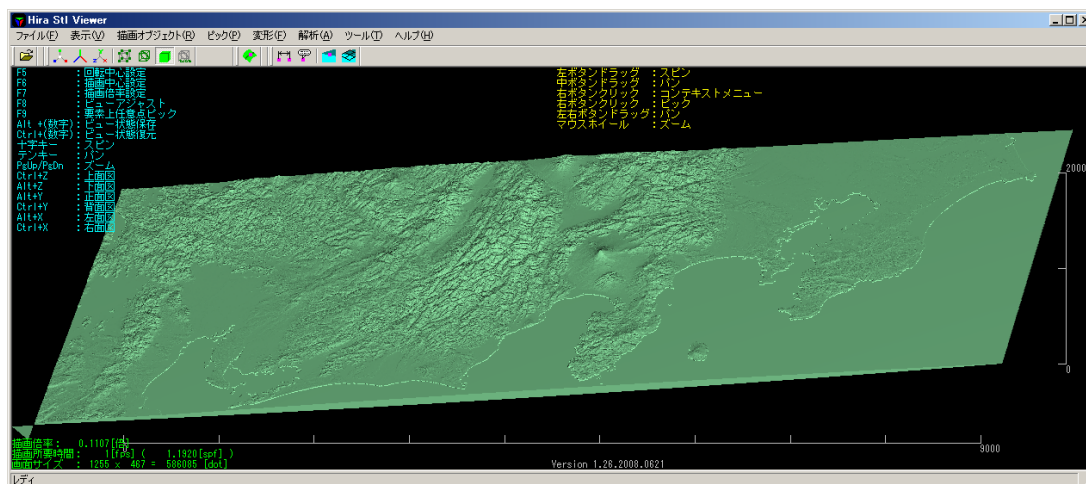 Hira Stl Viewer
ファイル(F) 表示(V) 描画オブジェクト(R) ピック(P) 変形(E) 解析(A) ツール(T) ヘルプ(H)
F5 :回転中心設定
F6 :描画中心設定
F7 :描画倍率設定
F8 :ビューアジャスト
F9 :要素上任意点ピック
Alt +(数字):ビュー状態保存
Ctrl+(数字):ビュー状態復元
十字キー :スピン
テンキー :パン
PgUp/PgDn :ズーム
Ctrl+Z :上面図
Alt+Z :下面図
Alt+Y :正面図
Ctrl+Y :背面図
Alt+X :左面図
Ctrl+X :右面図
左ボタンドラッグ :スピン
中ボタンドラッグ :パン
右ボタンドラッグ :コンテキストメニュー
右ボタンクリック :ピック
左右ボタンドラッグ:パン
マウスホイール :ズーム
2000
0
9000
描画倍率: 0.1187[倍]
描画所要時間: 1[fps] ( 1.1920[spf] )
画面サイズ : 1255 x 467 = 586085 [dot]
Version 1.26.2008.0621
レディ